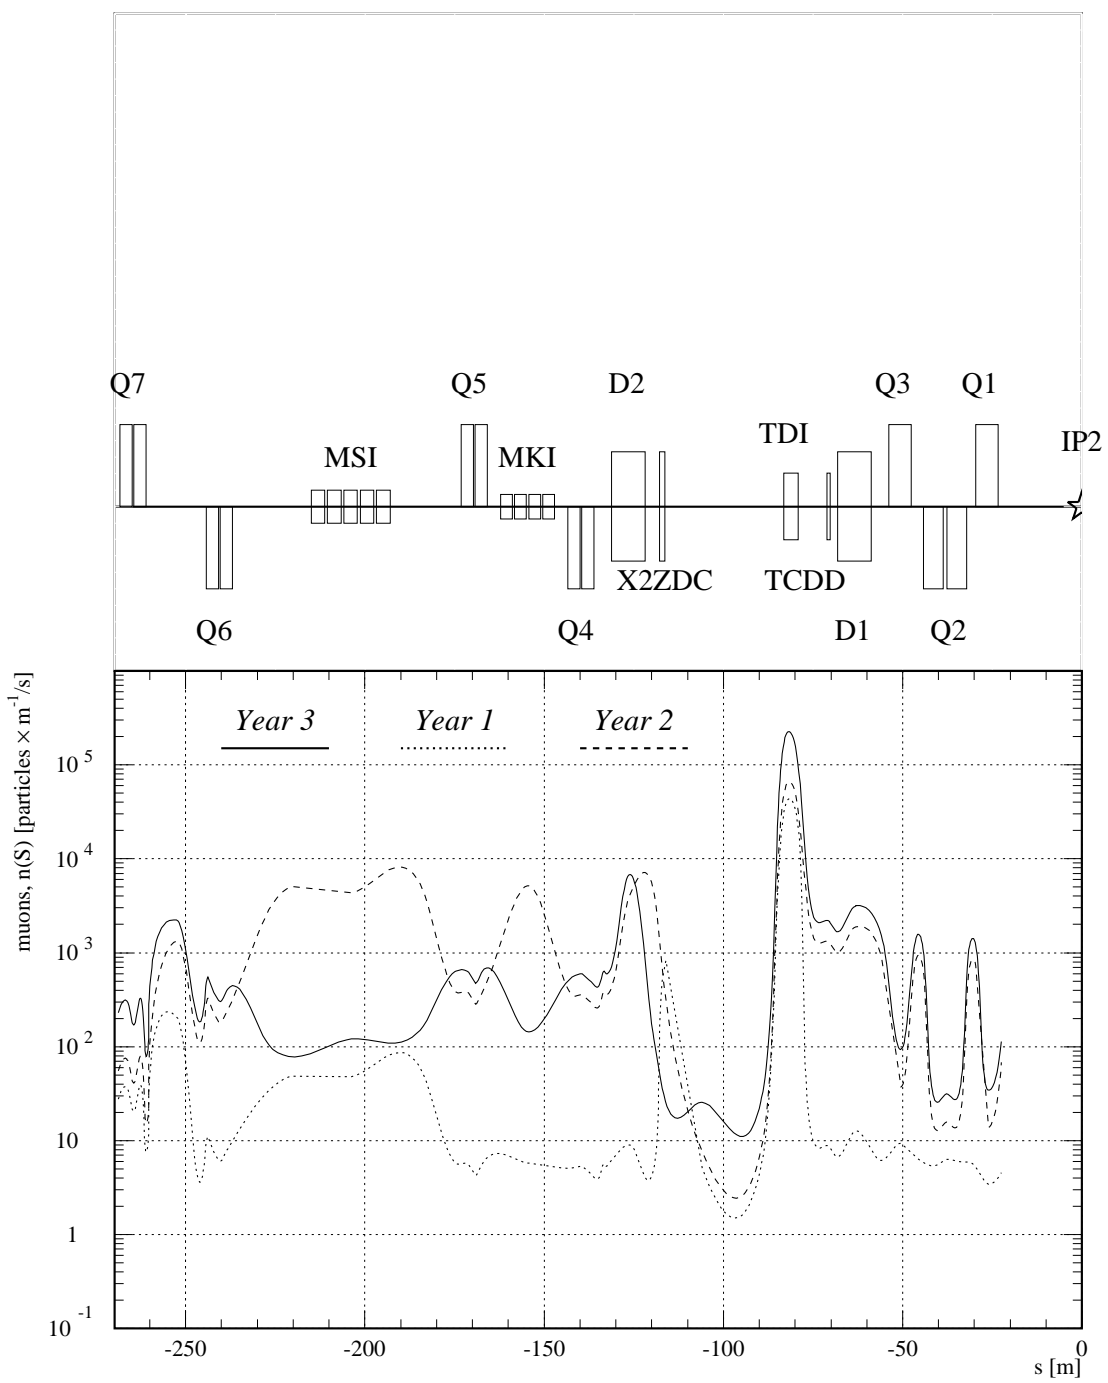 Q7 Q5 D2 Q3 Q1
TDI IP2
MSI MKI
X2ZDC TCDD
Q6 Q4 D1 Q2
muons, n(S) [particles × m⁻¹/s]
Year 3 Year 1 Year 2
10⁵
10⁴
10³
10²
10
1
10⁻¹
-250 -200 -150 -100 -50 0
s [m]